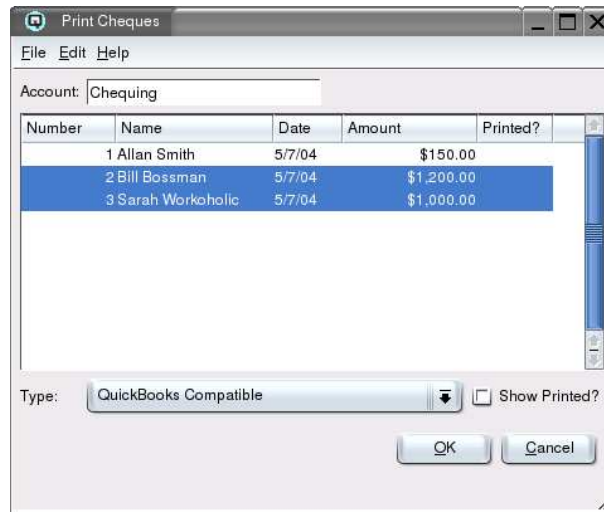 Print Cheques
File Edit Help
Account: Chequing
Number Name Date Amount Printed?
1 Allan Smith 5/7/04 $150.00
2 Bill Bossman 5/7/04 $1,200.00
3 Sarah Workoholic 5/7/04 $1,000.00
Type: QuickBooks Compatible Show Printed?
OK Cancel